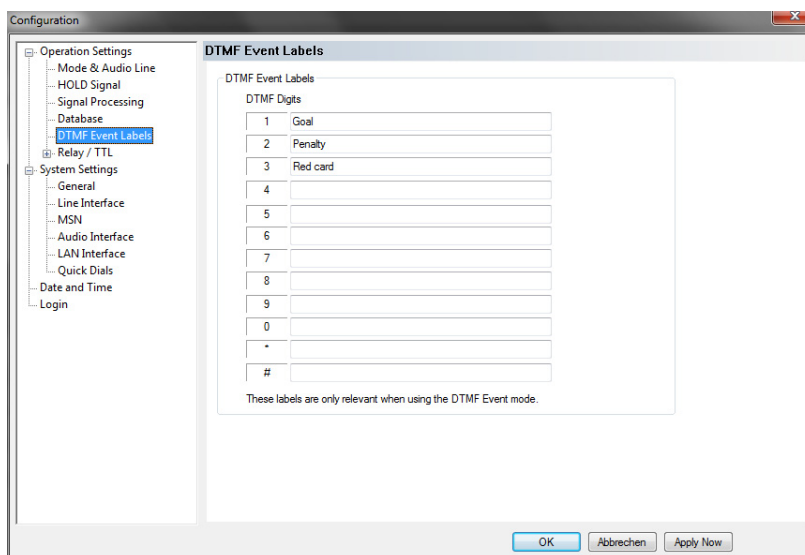 Configuration
Operation Settings
Mode & Audio Line
HOLD Signal
Signal Processing
Database
DTMF Event Labels
Relay / TTL
System Settings
General
Line Interface
MSN
Audio Interface
LAN Interface
Quick Dials
Date and Time
Login
DTMF Event Labels
DTMF Event Labels
DTMF Digits
1 Goal
2 Penalty
3 Red card
4
5
6
7
8
9
0
*
#
These labels are only relevant when using the DTMF Event mode.
OK Abbrechen Apply Now